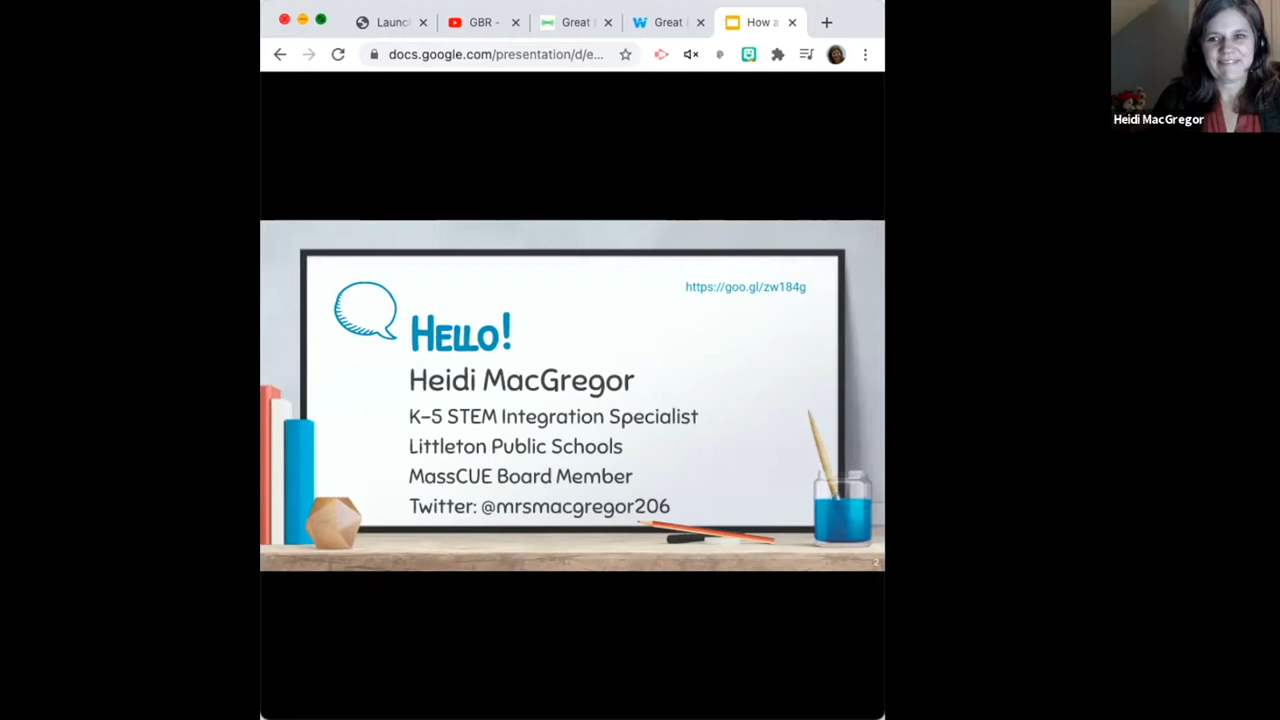 Launc
GBR -
Great
Great
How a
docs.google.com/presentation/d/e...
Heidi MacGregor
https://goo.gl/zw184g
Hello!
Heidi MacGregor
K-5 STEM Integration Specialist
Littleton Public Schools
MassCUE Board Member
Twitter: @mrsmacgregor206
2